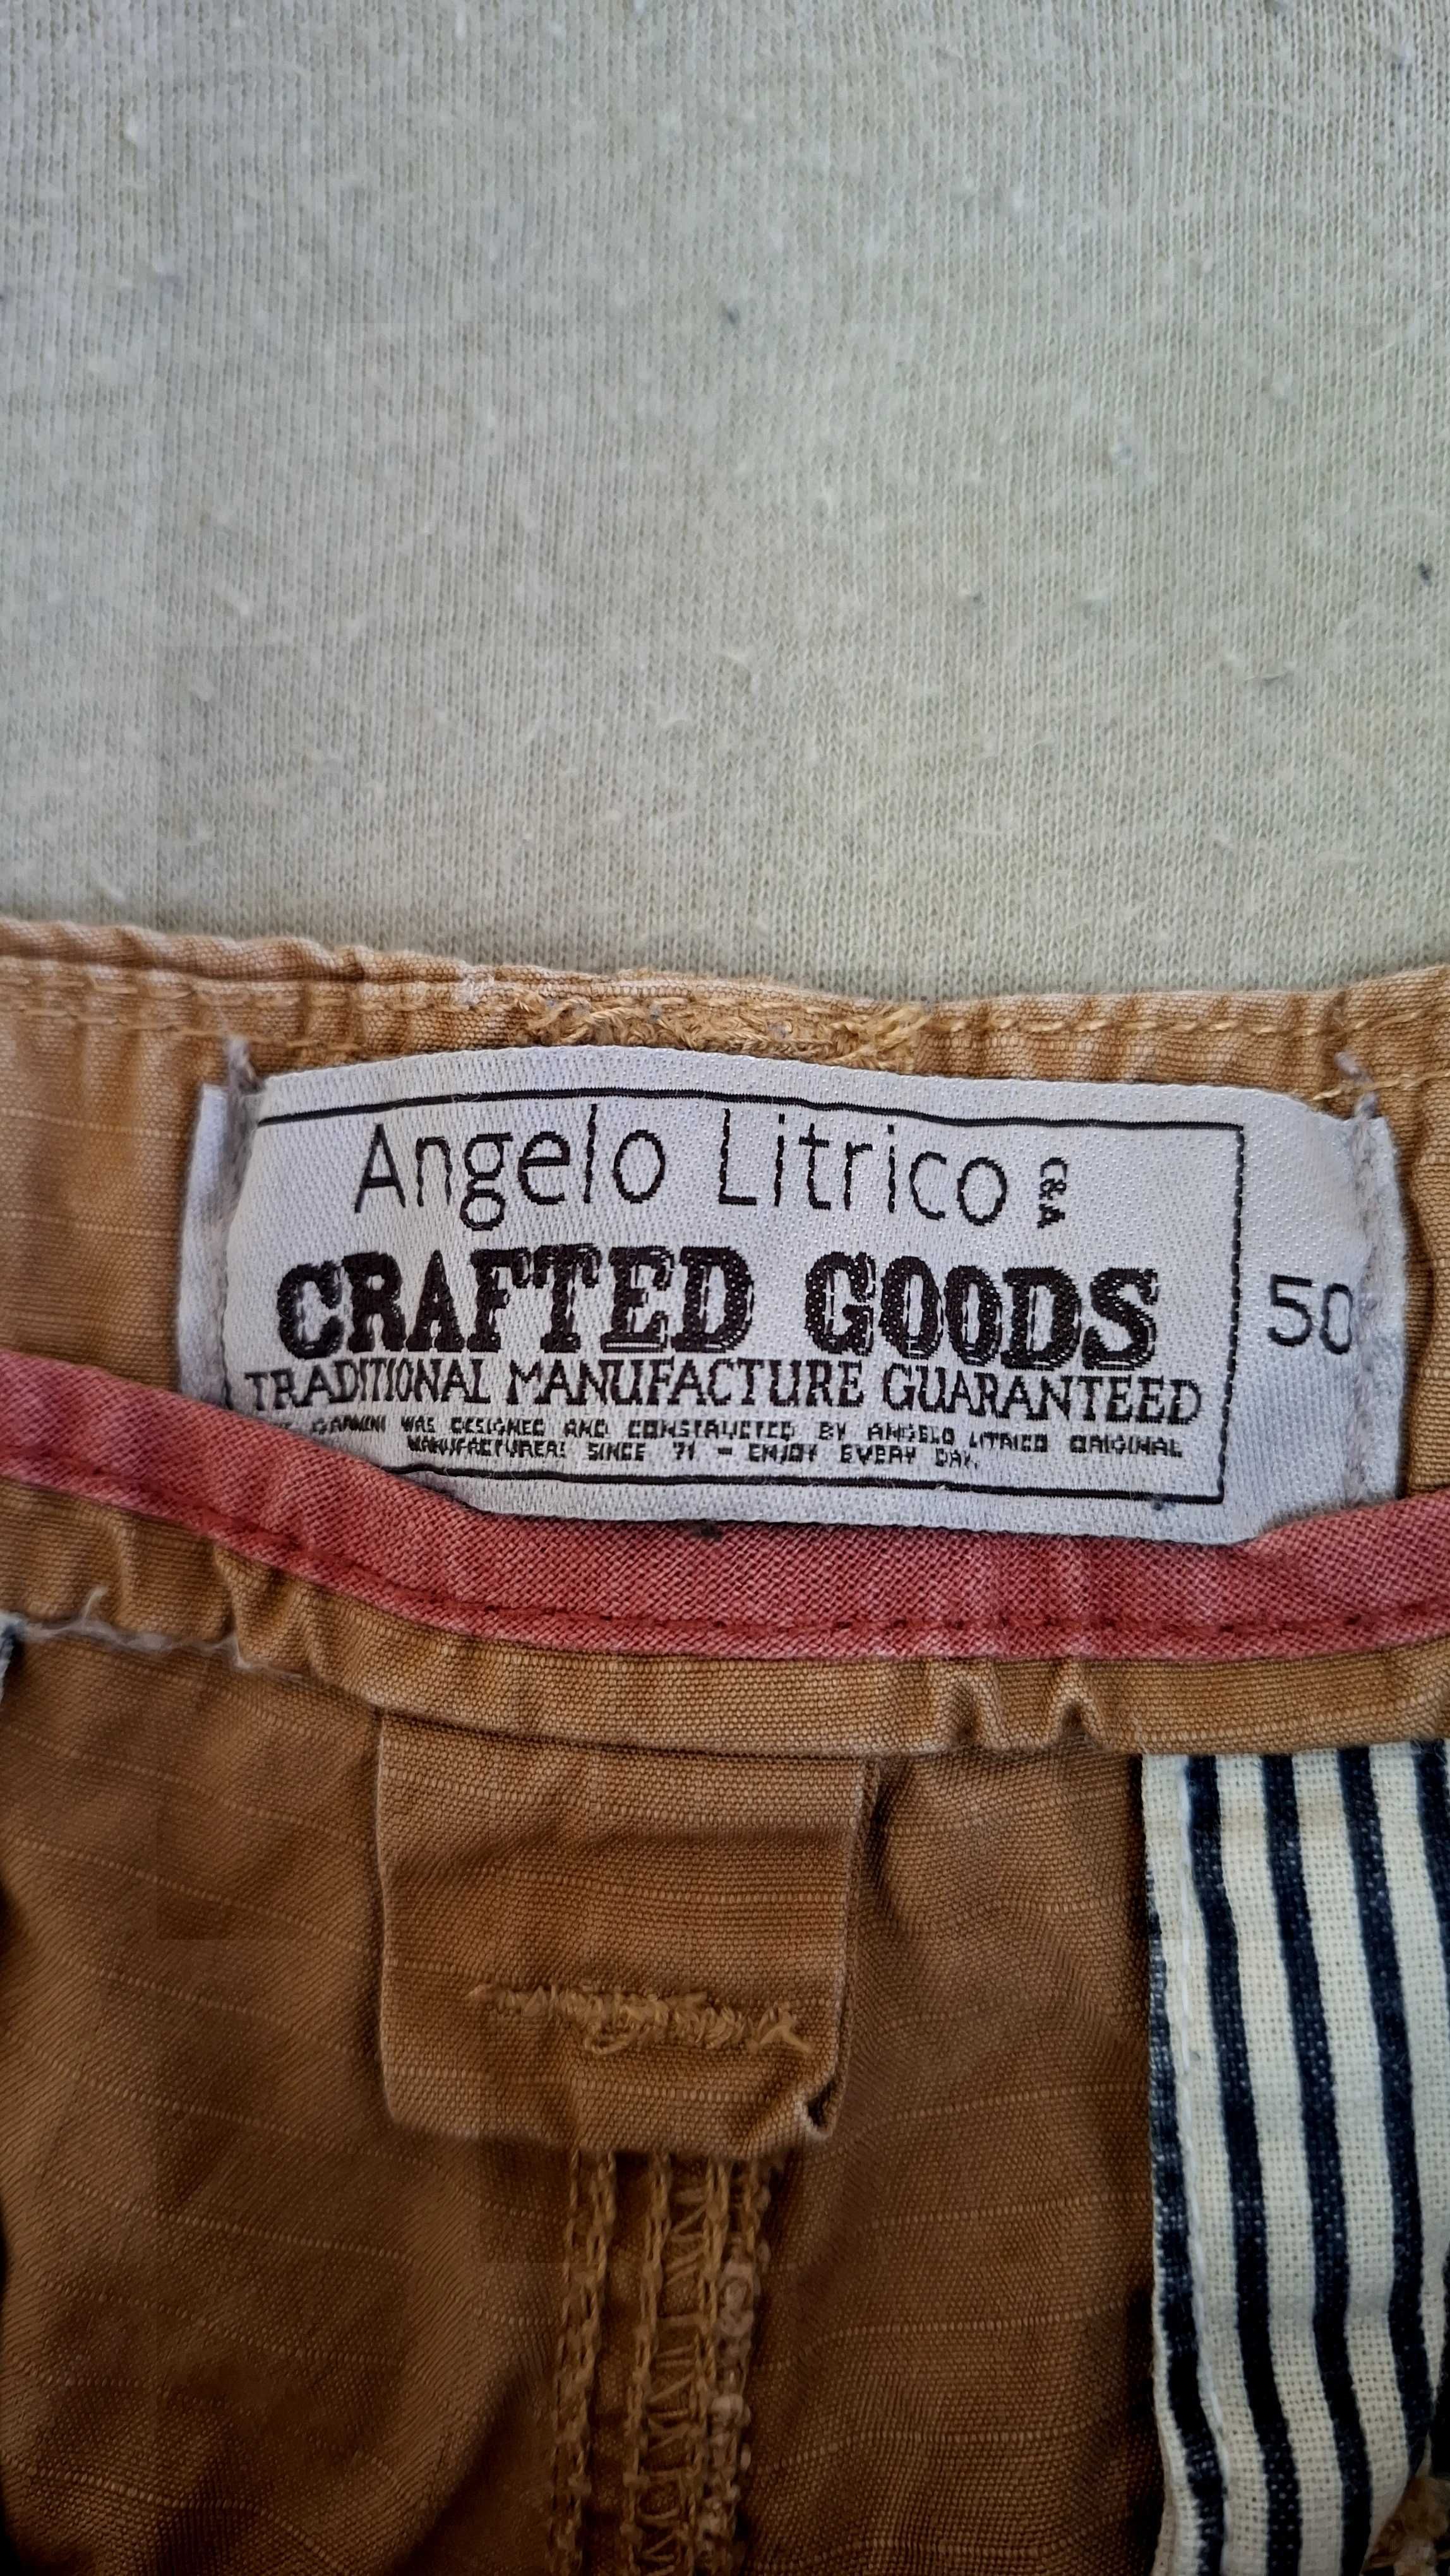 Angelo Litrico C&A
CRAFTED GOODS
50
TRADITIONAL MANUFACTURE GUARANTEED
WAS DESIGNED AND CONSTRUCTED BY ANGELO LITRICO ORIGINAL
SINCE 71 - ENJOY EVERY DAY.